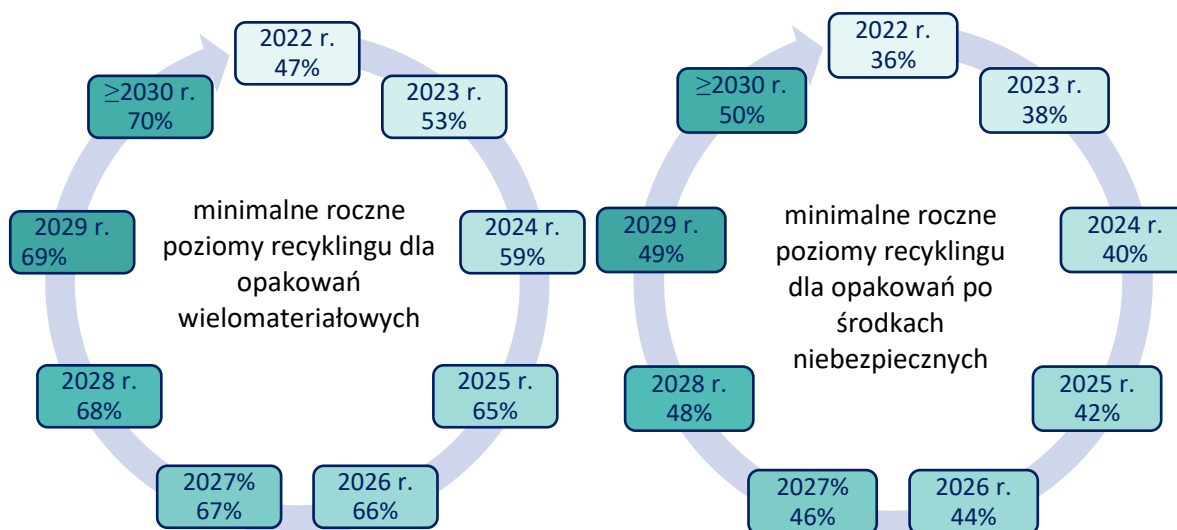 2022 r.
47%
2023 r.
53%
2024 r.
59%
2025 r.
65%
2026 r.
66%
2027%
67%
2028 r.
68%
2029 r.
69%
≥2030 r.
70%
minimalne roczne
poziomy recyklingu dla
opakowań
wielomateriałowych
2022 r.
36%
2023 r.
38%
2024 r.
40%
2025 r.
42%
2026 r.
44%
2027%
46%
2028 r.
48%
2029 r.
49%
≥2030 r.
50%
minimalne roczne
poziomy recyklingu
dla opakowań po
środkach
niebezpiecznych